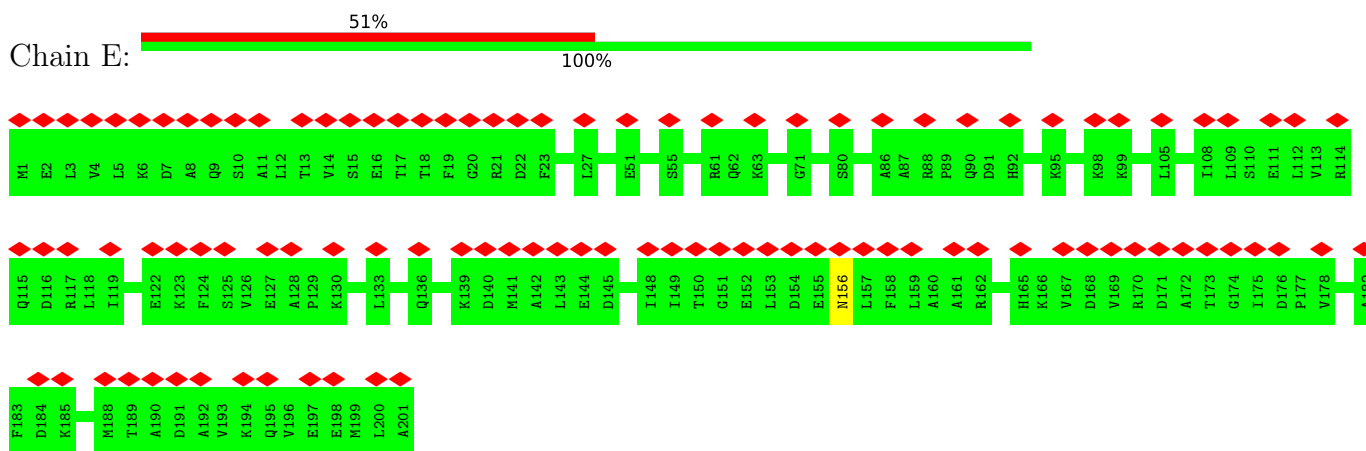 51%
Chain E:
100%
M1 E2 L3 V4 L5 K6 D7 A8 Q9 S10 A11 L12 T13 V14 S15 E16 T17 T18 F19 G20 R21 D22 F23 L27 E51 S55 R61 Q62 K63 G71 S80 A86 A87 R88 P89 Q90 D91 H92 K95 K98 K99 L105 I108 L109 S110 E111 L112 V113 R114
Q115 D116 R117 L118 I119 E122 K123 F124 S125 V126 E127 A128 P129 K130 L133 Q136 K139 D140 M141 A142 L143 E144 D145 I148 I149 T150 G151 E152 L153 D154 E155 N156 L157 F158 L159 A160 A161 R162 H165 K166 V167 D168 V169 R170 D171 A172 T173 G174 I175 D176 P177 V178
F183 D184 K185 M188 T189 A190 D191 A192 V193 K194 Q195 V196 E197 E198 M199 L200 A201